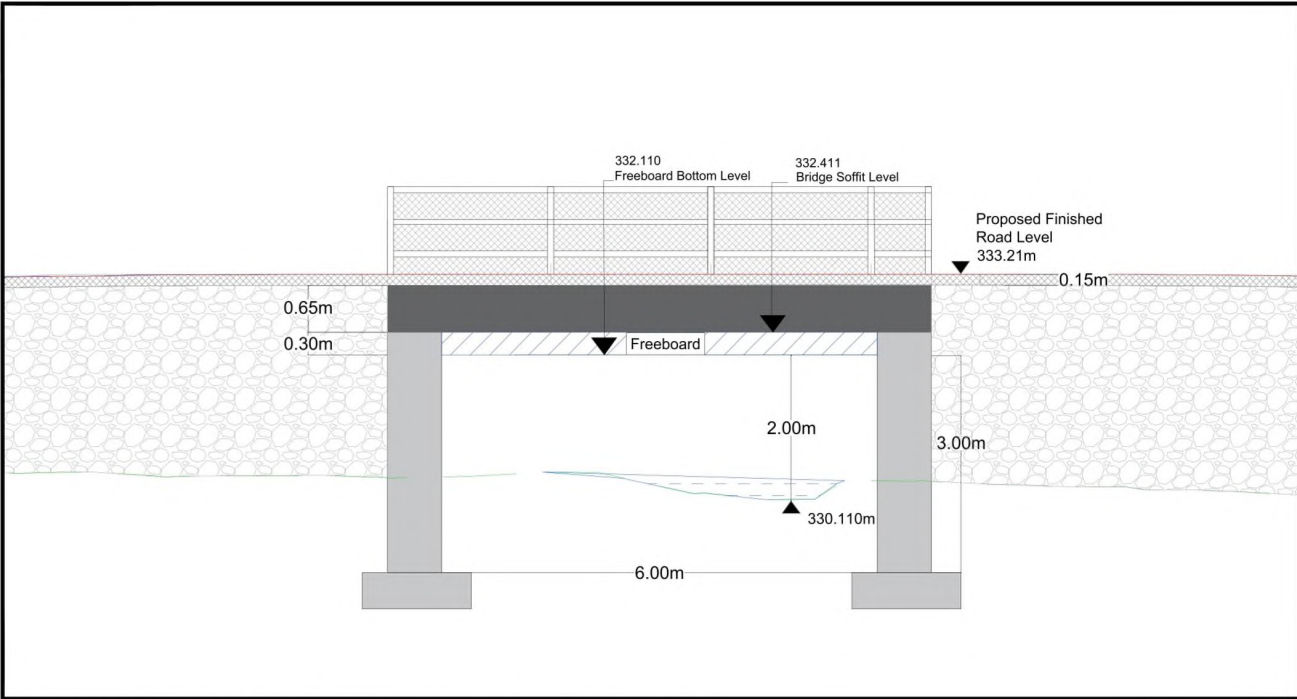 332.110
Freeboard Bottom Level
332.411
Bridge Soffit Level
Proposed Finished
Road Level
333.21m
0.15m
0.65m
0.30m
Freeboard
2.00m
3.00m
330.110m
6.00m